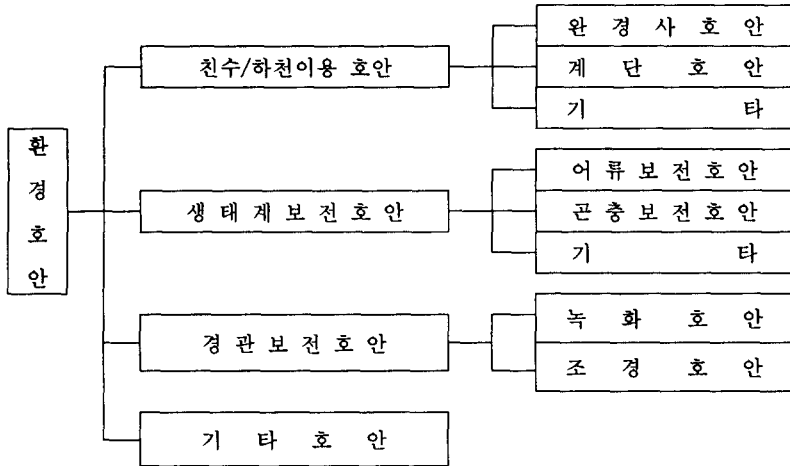 환경호안
친수/하천이용 호안
완경사호안
계단호안
기타
생태계보전호안
어류보전호안
곤충보전호안
기타
경관보전호안
녹화호안
조경호안
기타호안